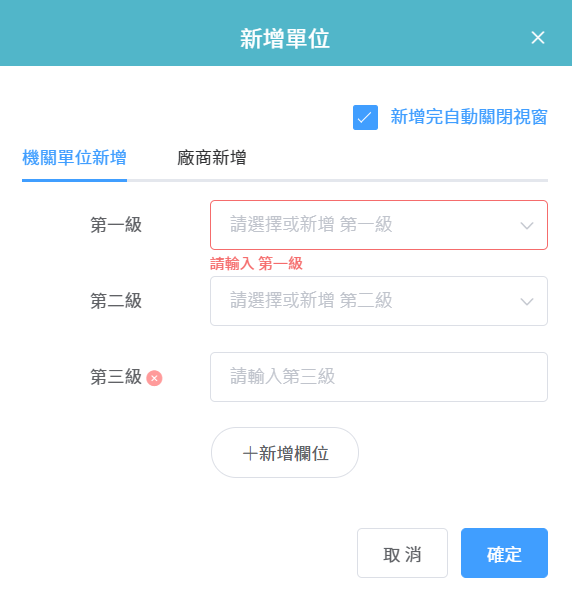 新增單位
新增完自動關閉視窗
機關單位新增 廠商新增
第一級 請選擇或新增 第一級
請輸入 第一級
第二級 請選擇或新增 第二級
第三級 請輸入第三級
＋新增欄位
取消 確定